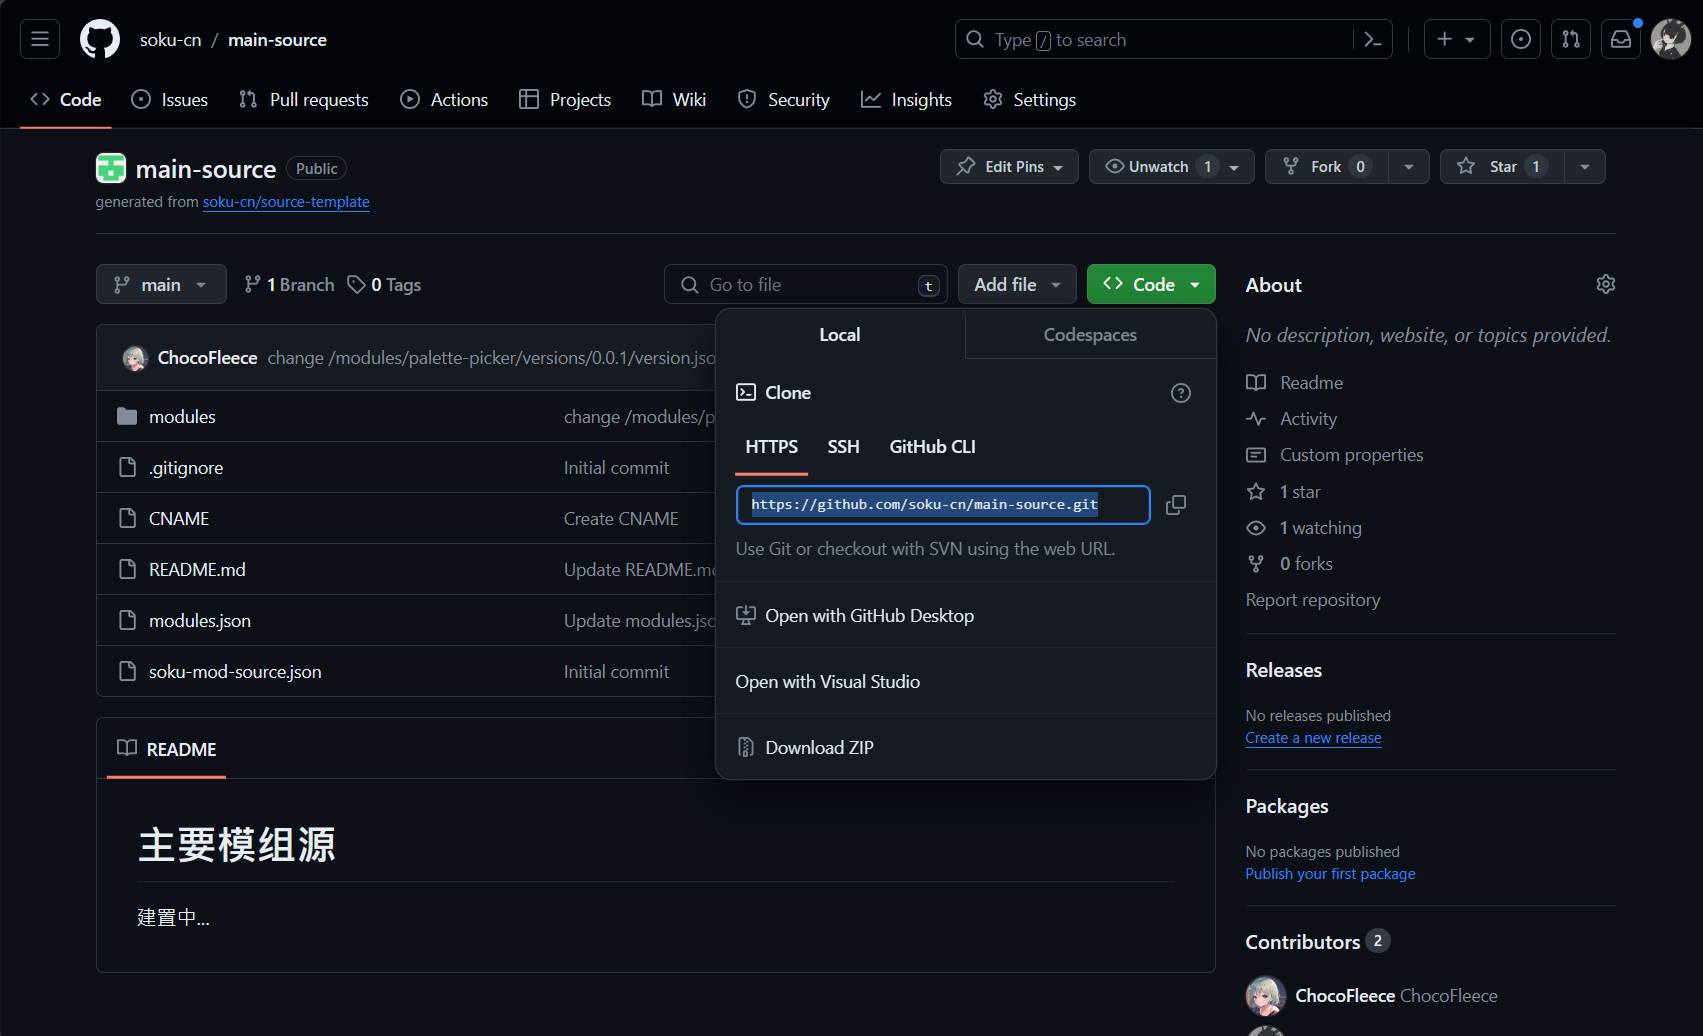 soku-cn / main-source
Type / to search
Code
Issues
Pull requests
Actions
Projects
Wiki
Security
Insights
Settings
main-source Public
generated from soku-cn/source-template
Edit Pins
Unwatch 1
Fork 0
Star 1
main
1 Branch
0 Tags
Go to file t
Add file
Code
ChocoFleece change /modules/palette-picker/versions/0.0.1/version.jso
modules change /modules/p
.gitignore Initial commit
CNAME Create CNAME
README.md Update README.m
modules.json Update modules.jsc
soku-mod-source.json Initial commit
Local
Codespaces
Clone
HTTPS SSH GitHub CLI
https://github.com/soku-cn/main-source.git
Use Git or checkout with SVN using the web URL.
Open with GitHub Desktop
Open with Visual Studio
Download ZIP
README
主要模组源
建置中...
About
No description, website, or topics provided.
Readme
Activity
Custom properties
1 star
1 watching
0 forks
Report repository
Releases
No releases published
Create a new release
Packages
No packages published
Publish your first package
Contributors 2
ChocoFleece ChocoFleece